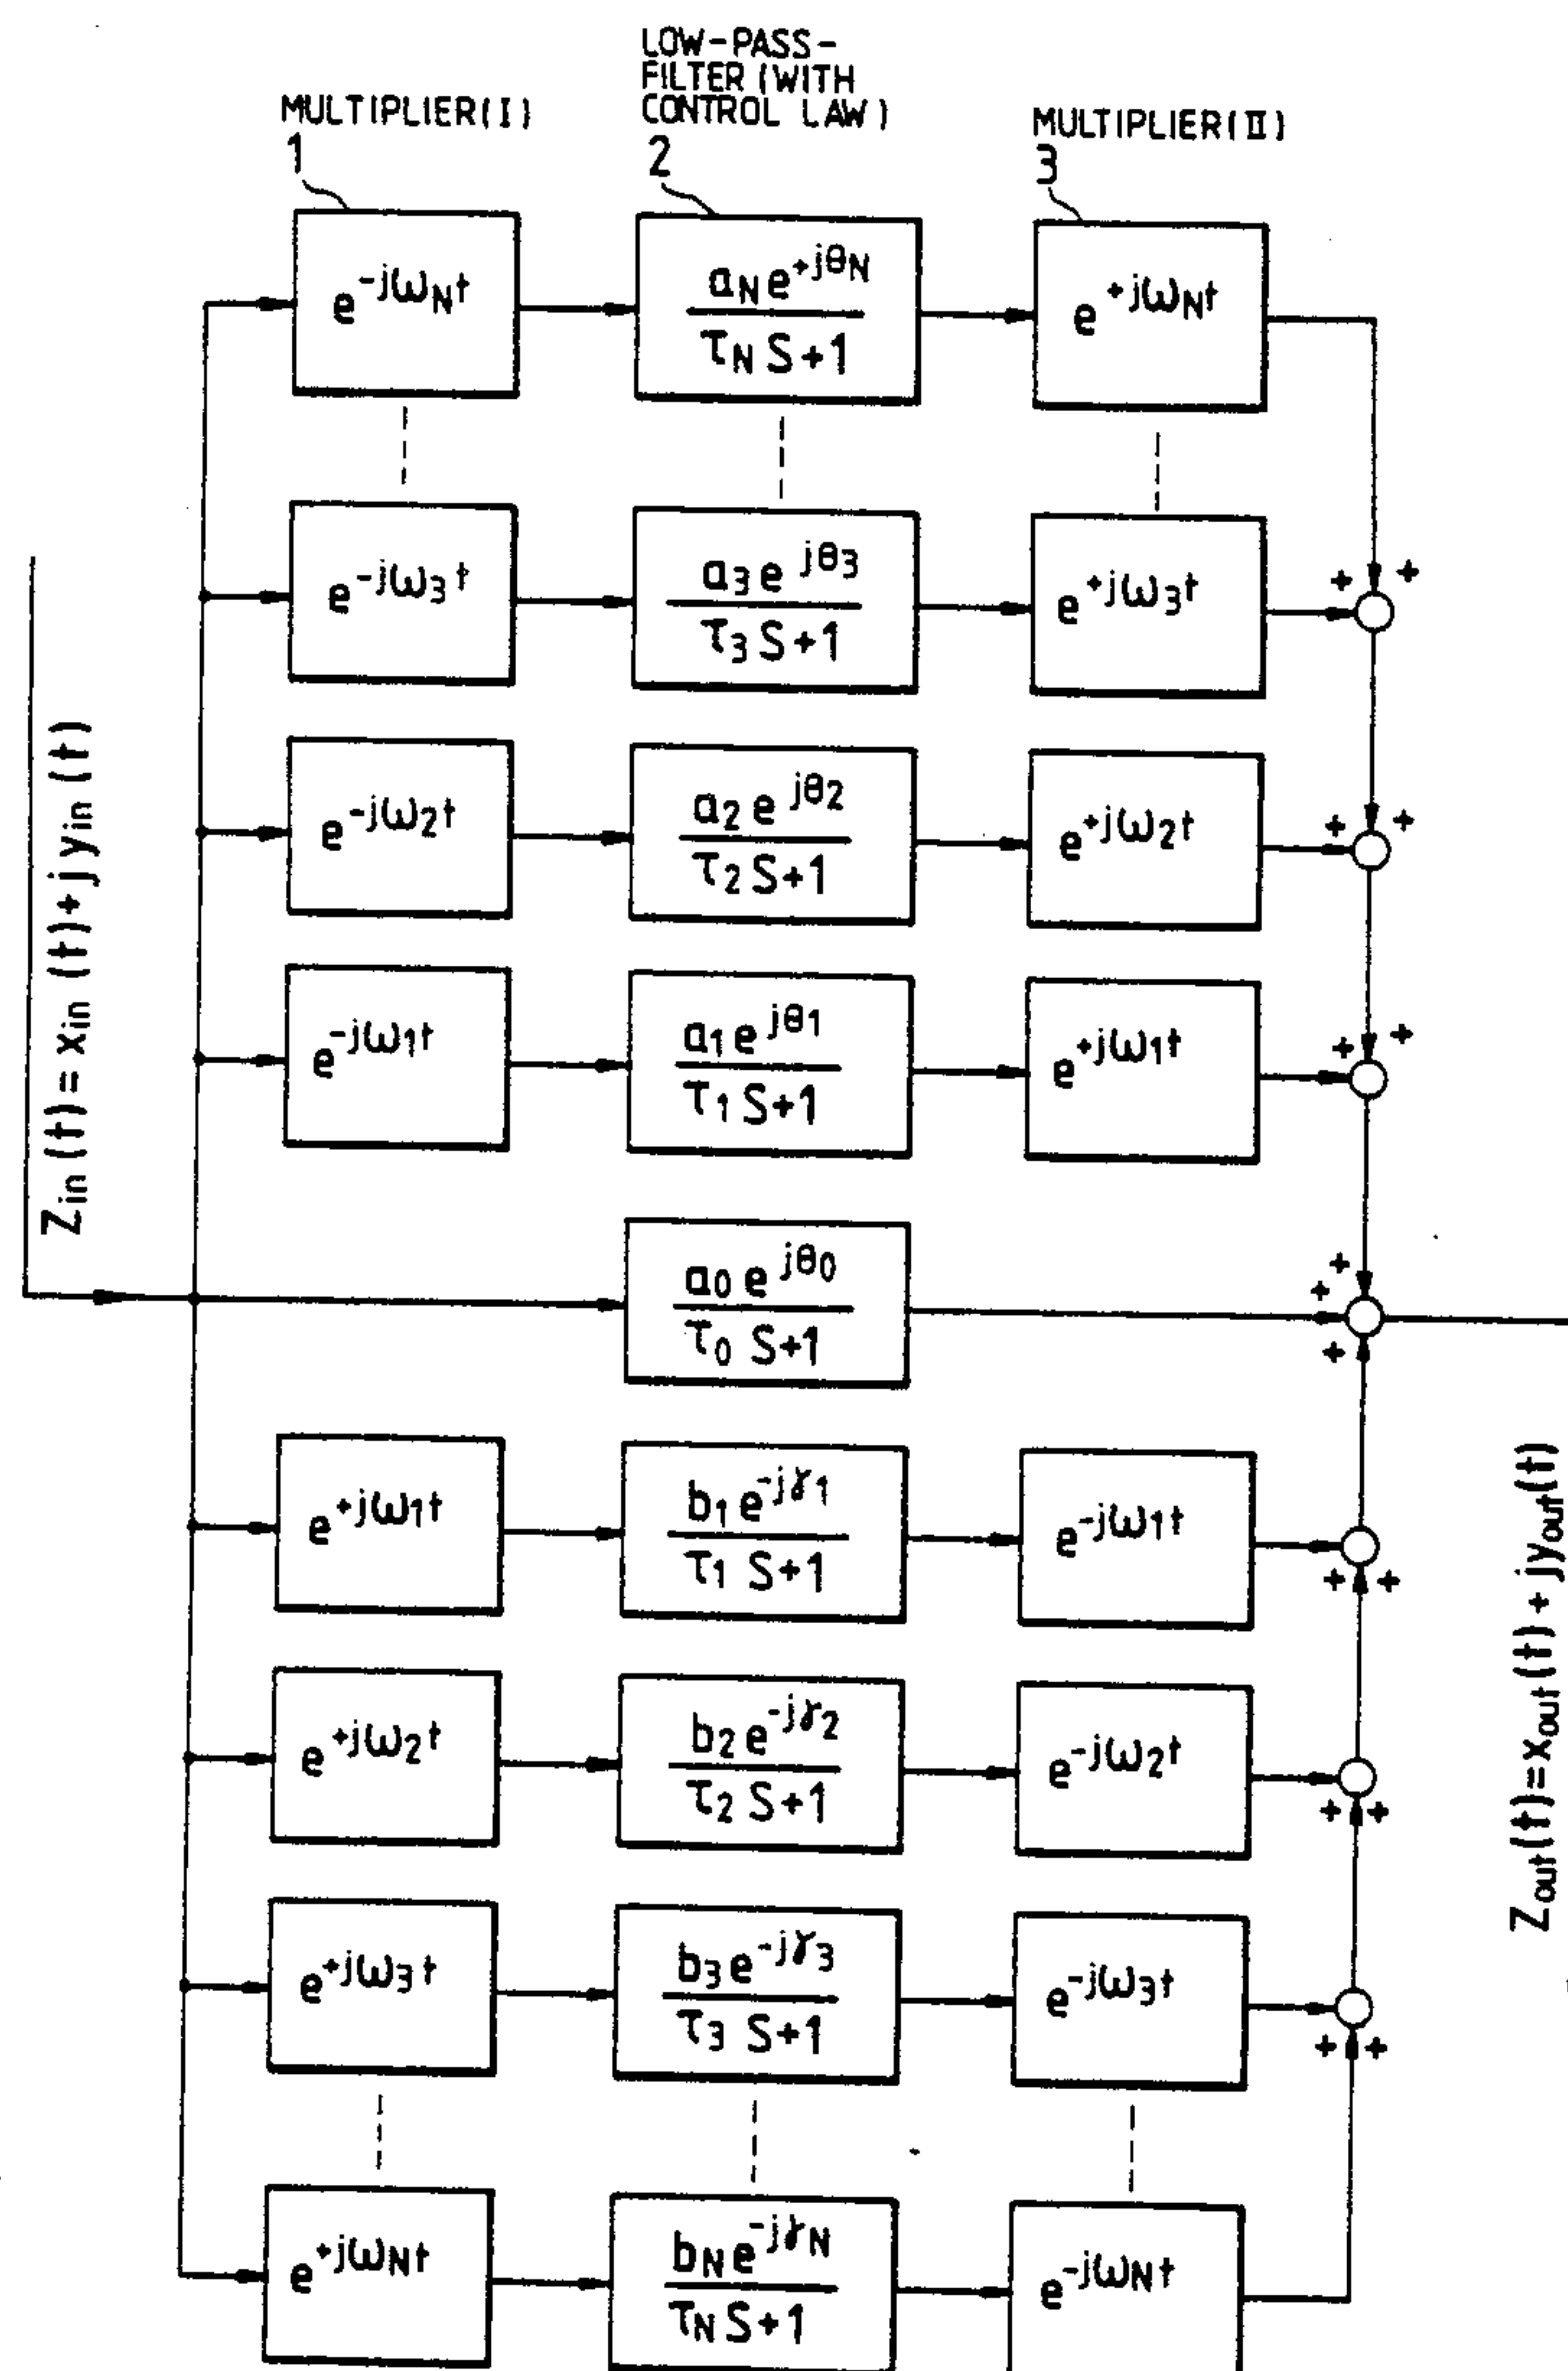 LOW-PASS-
FILTER (WITH
CONTROL LAW)
MULTIPLIER(I)
MULTIPLIER(II)
1
2
3
e^{-jω_N t}
a_N e^{+jθ_N}
τ_N S+1
e^{+jω_N t}
e^{-jω_3 t}
a_3 e^{jθ_3}
τ_3 S+1
e^{+jω_3 t}
+ +
e^{-jω_2 t}
a_2 e^{jθ_2}
τ_2 S+1
e^{+jω_2 t}
+ +
e^{-jω_1 t}
a_1 e^{jθ_1}
τ_1 S+1
e^{+jω_1 t}
+ +
Z_in (t) = x_in (t) + j y_in (t)
a_0 e^{jθ_0}
τ_0 S+1
+
+
+
e^{+jω_1 t}
b_1 e^{-jγ_1}
τ_1 S+1
e^{-jω_1 t}
+ +
e^{+jω_2 t}
b_2 e^{-jγ_2}
τ_2 S+1
e^{-jω_2 t}
+ +
e^{+jω_3 t}
b_3 e^{-jγ_3}
τ_3 S+1
e^{-jω_3 t}
+ +
e^{+jω_N t}
b_N e^{-jγ_N}
τ_N S+1
e^{-jω_N t}
Z_out (t) = x_out (t) + j y_out (t)